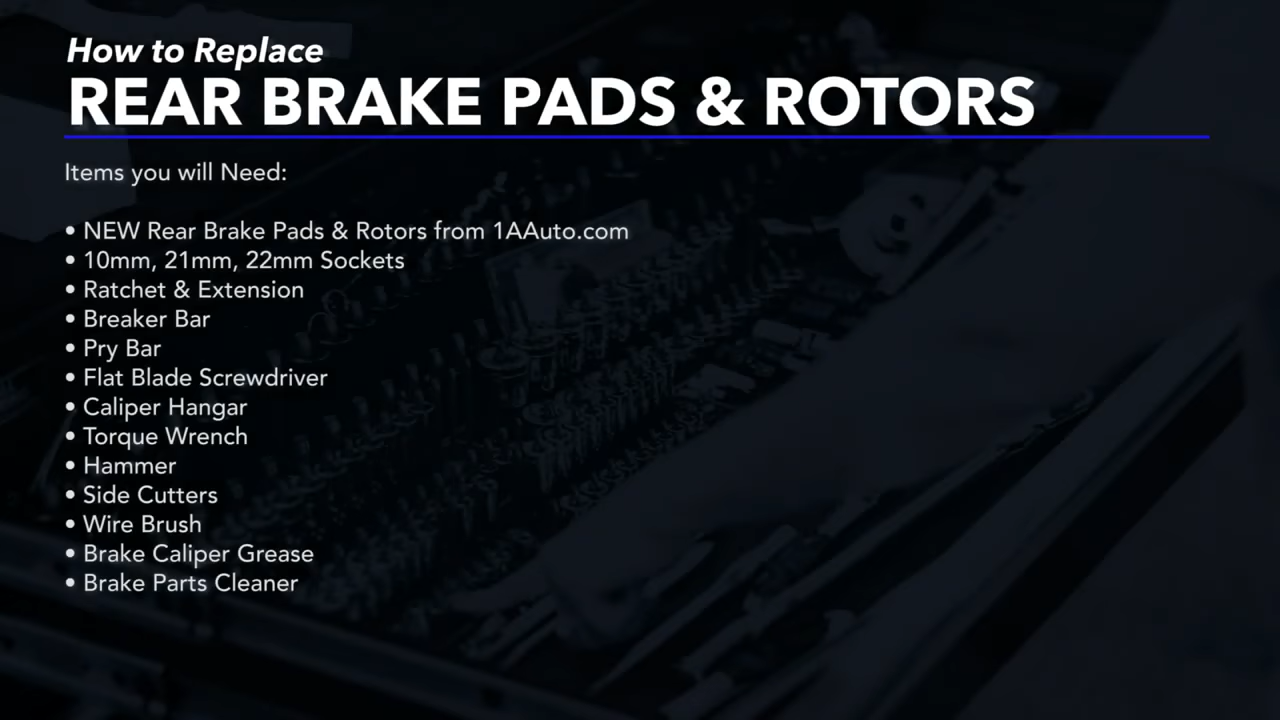 How to Replace
REAR BRAKE PADS & ROTORS
Items you will Need:
• NEW Rear Brake Pads & Rotors from 1AAuto.com
• 10mm, 21mm, 22mm Sockets
• Ratchet & Extension
• Breaker Bar
• Pry Bar
• Flat Blade Screwdriver
• Caliper Hangar
• Torque Wrench
• Hammer
• Side Cutters
• Wire Brush
• Brake Caliper Grease
• Brake Parts Cleaner